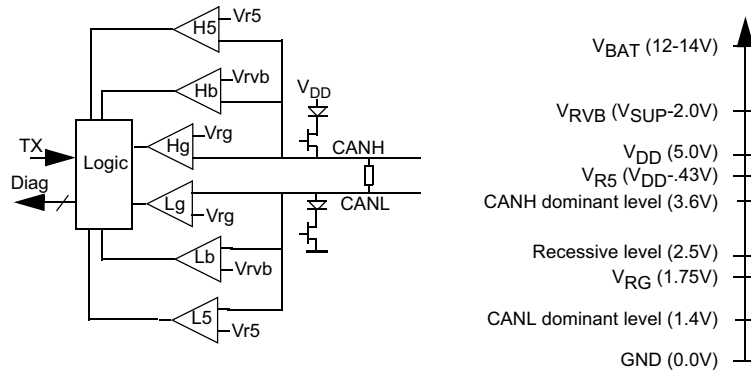 H5
Vr5
Hb
Vrvb
VDD
Hg
Vrg
TX
Logic
CANH
Diag
Lg
CANL
Vrg
Lb
Vrvb
L5
Vr5
VBAT (12-14V)
VRVB (VSUP-2.0V)
VDD (5.0V)
VR5 (VDD-.43V)
CANH dominant level (3.6V)
Recessive level (2.5V)
VRG (1.75V)
CANL dominant level (1.4V)
GND (0.0V)